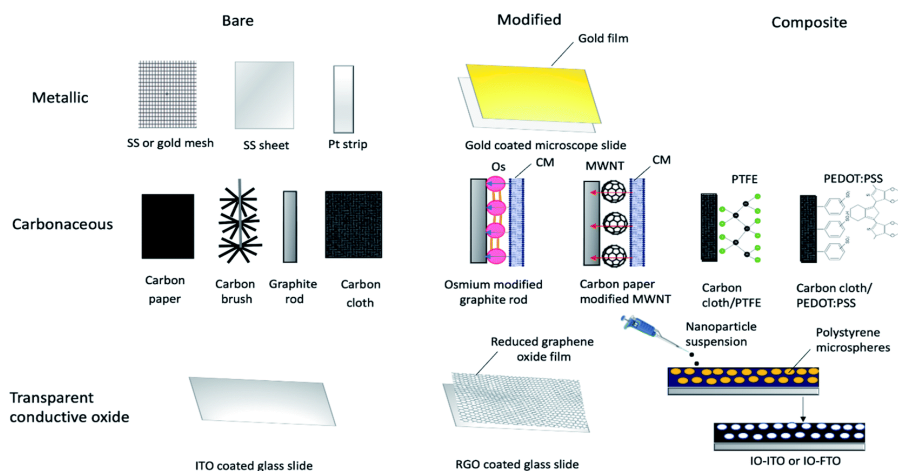 Bare
Modified
Composite
Gold film
Metallic
SS or gold mesh
SS sheet
Pt strip
Gold coated microscope slide
Os
CM
MWNT
CM
PTFE
PEDOT:PSS
Carbonaceous
Carbon
paper
Carbon
brush
Graphite
rod
Carbon
cloth
Osmium modified
graphite rod
Carbon paper
modified MWNT
Carbon
cloth/PTFE
Carbon cloth/
PEDOT:PSS
Nanoparticle
suspension
Polystyrene
microspheres
Reduced graphene
oxide film
Transparent
conductive oxide
ITO coated glass slide
RGO coated glass slide
IO-ITO or IO-FTO